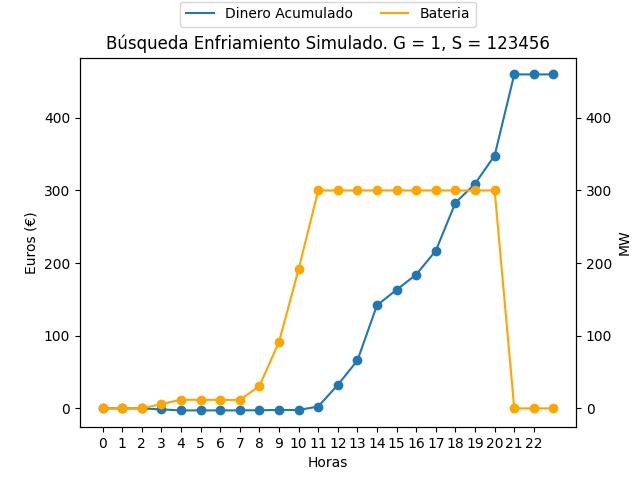 Dinero Acumulado Bateria
Búsqueda Enfriamiento Simulado. G = 1, S = 123456
400 400
300 300
200 200
100 100
0 0
Euros (€)
MW
0 1 2 3 4 5 6 7 8 9 10 11 12 13 14 15 16 17 18 19 20 21 22
Horas